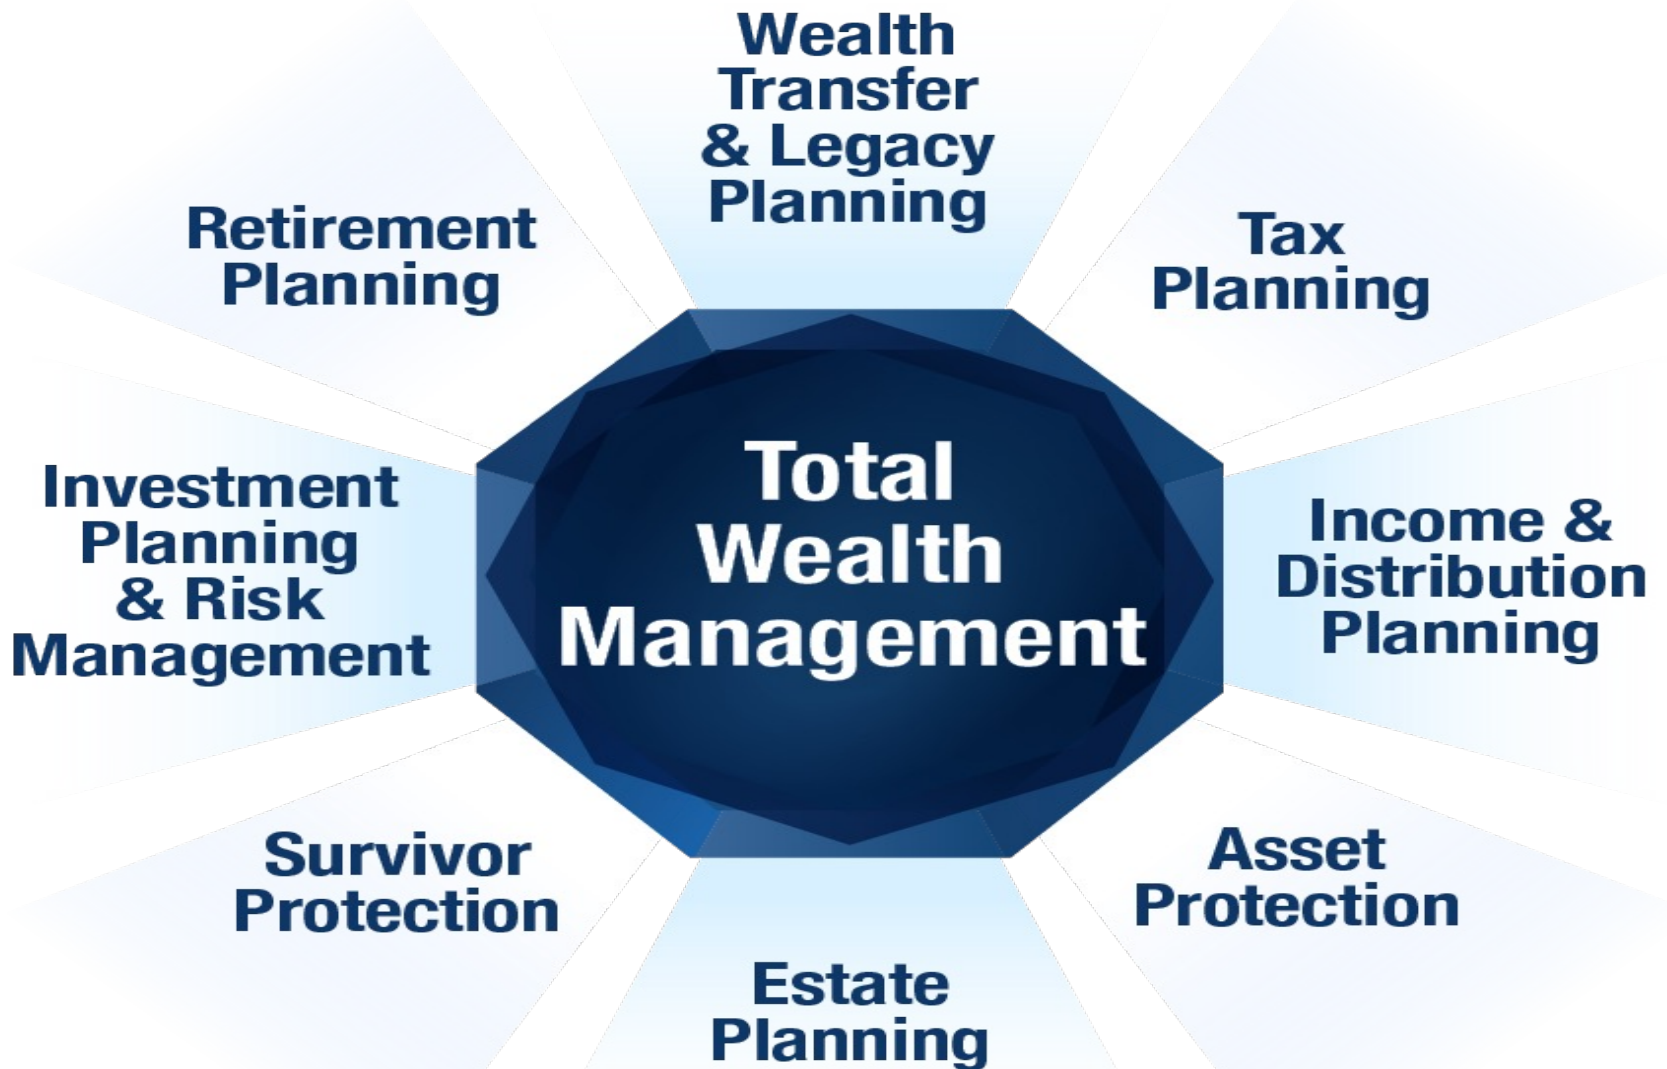 Wealth
Transfer
& Legacy
Planning
Retirement
Planning
Tax
Planning
Investment
Planning
& Risk
Management
Total
Wealth
Management
Income &
Distribution
Planning
Survivor
Protection
Asset
Protection
Estate
Planning